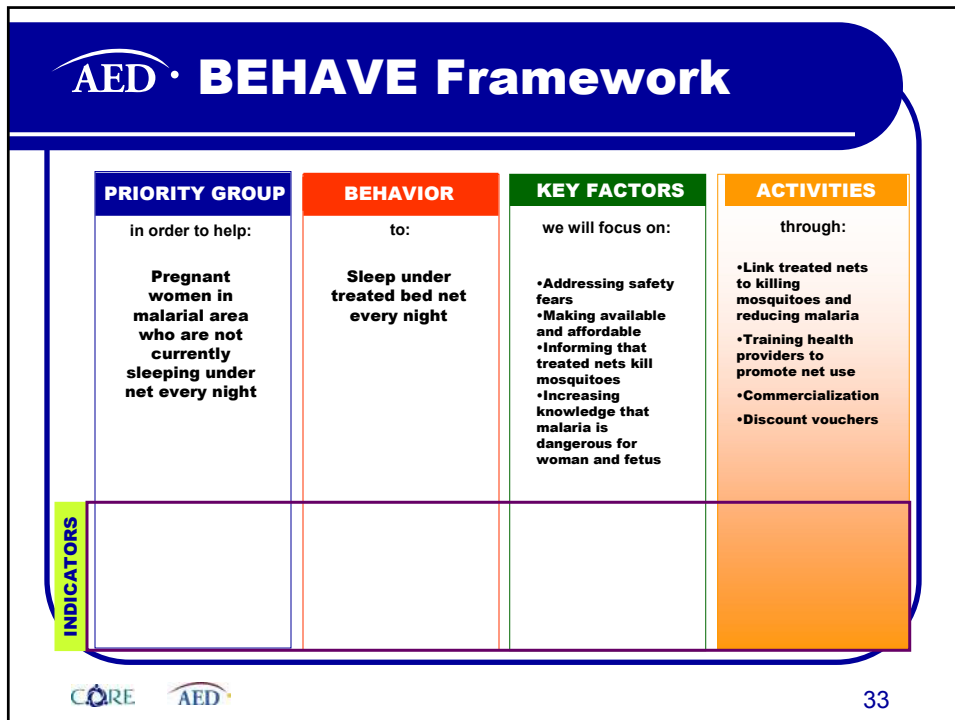 AED BEHAVE Framework
PRIORITY GROUP
in order to help:
Pregnant
women in
malarial area
who are not
currently
sleeping under
net every night
BEHAVIOR
to:
Sleep under
treated bed net
every night
KEY FACTORS
we will focus on:
•Addressing safety
fears
•Making available
and affordable
•Informing that
treated nets kill
mosquitoes
•Increasing
knowledge that
malaria is
dangerous for
woman and fetus
ACTIVITIES
through:
•Link treated nets
to killing
mosquitoes and
reducing malaria
•Training health
providers to
promote net use
•Commercialization
•Discount vouchers
INDICATORS
CORE AED
33